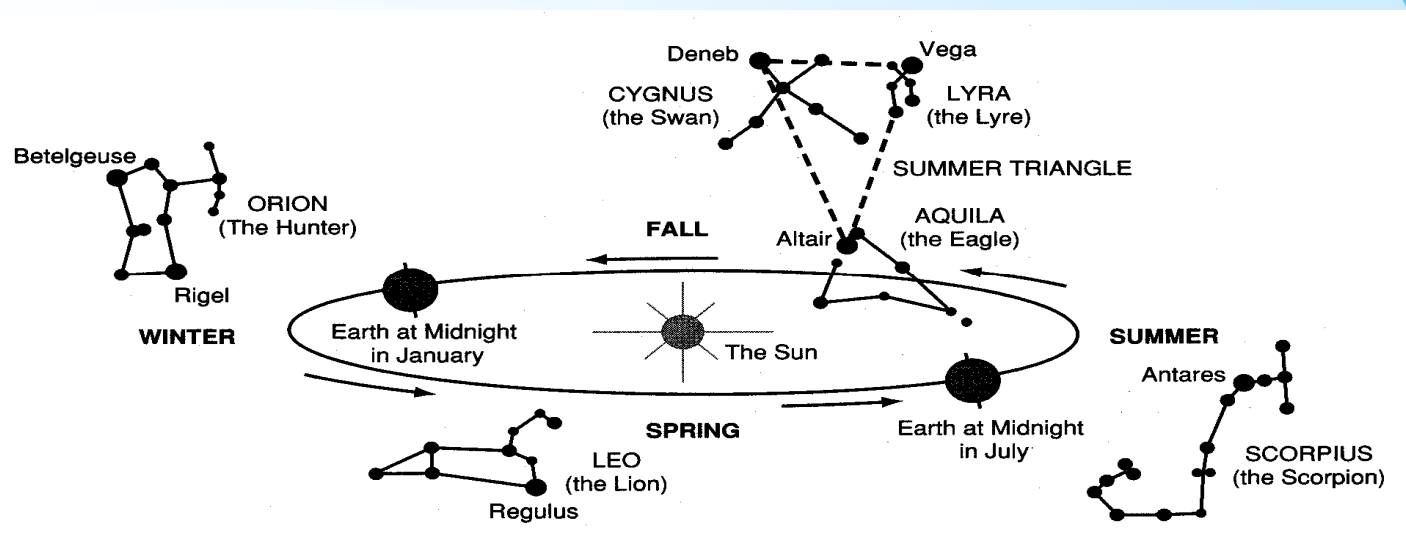 Deneb
Vega
CYGNUS
(the Swan)
LYRA
(the Lyre)
Betelgeuse
SUMMER TRIANGLE
ORION
(The Hunter)
FALL
Altair
AQUILA
(the Eagle)
Rigel
WINTER
Earth at Midnight
in January
The Sun
SUMMER
Antares
SPRING
Earth at Midnight
in July
LEO
(the Lion)
Regulus
SCORPIUS
(the Scorpion)